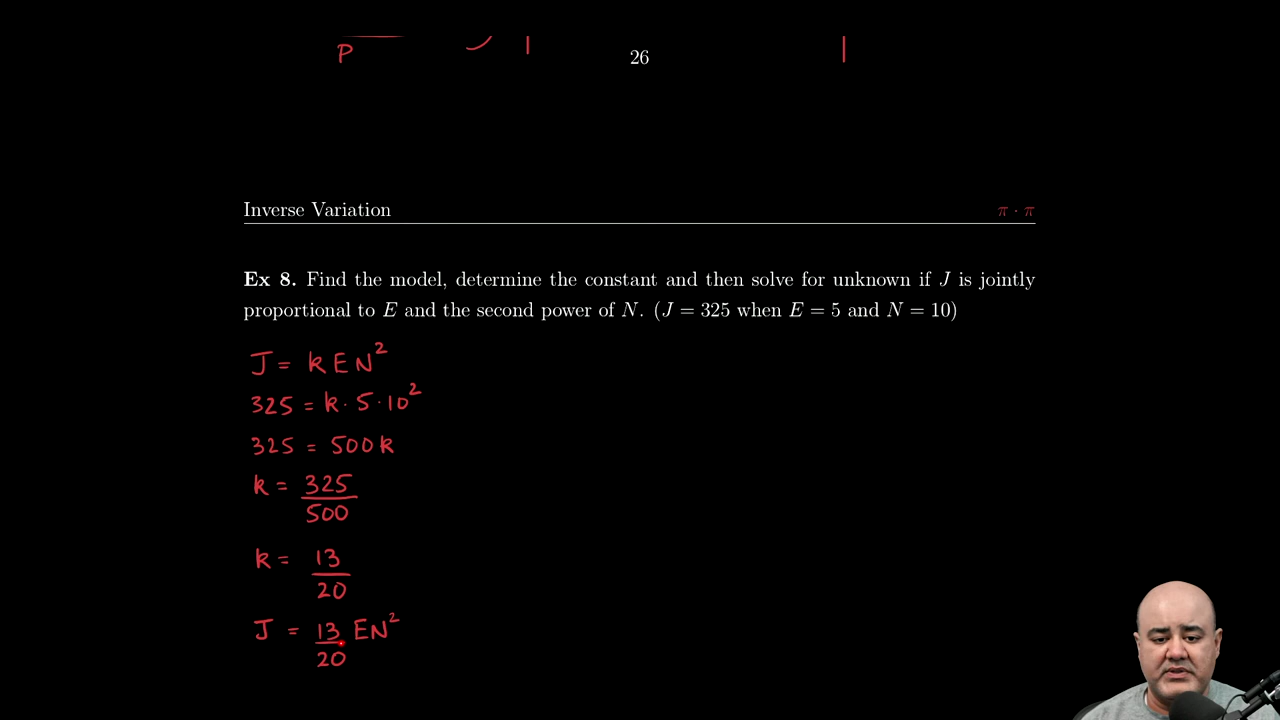 P
26
Inverse Variation π · π
Ex 8. Find the model, determine the constant and then solve for unknown if J is jointly
proportional to E and the second power of N. (J = 325 when E = 5 and N = 10)
J = k E N²
325 = k · 5 · 10²
325 = 500 k
k = 325/500
k = 13/20
J = 13/20 EN²